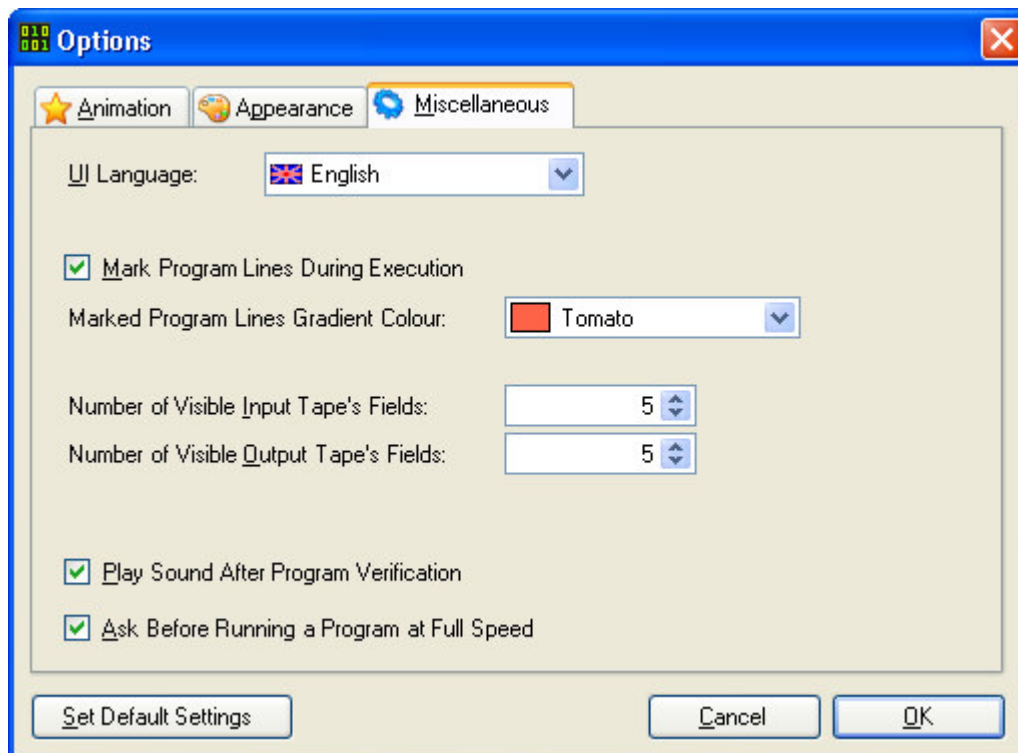 010
001 Options
Animation Appearance Miscellaneous
UI Language: English
Mark Program Lines During Execution
Marked Program Lines Gradient Colour: Tomato
Number of Visible Input Tape's Fields: 5
Number of Visible Output Tape's Fields: 5
Play Sound After Program Verification
Ask Before Running a Program at Full Speed
Set Default Settings Cancel OK